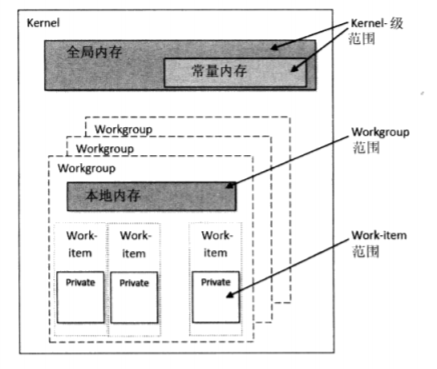 Kernel
全局内存
常量内存
Kernel-级
范围
Workgroup
Workgroup
Workgroup
本地内存
Workgroup
范围
Work-
item
Work-
item
Work-
item
Private
Private
Private
Work-item
范围